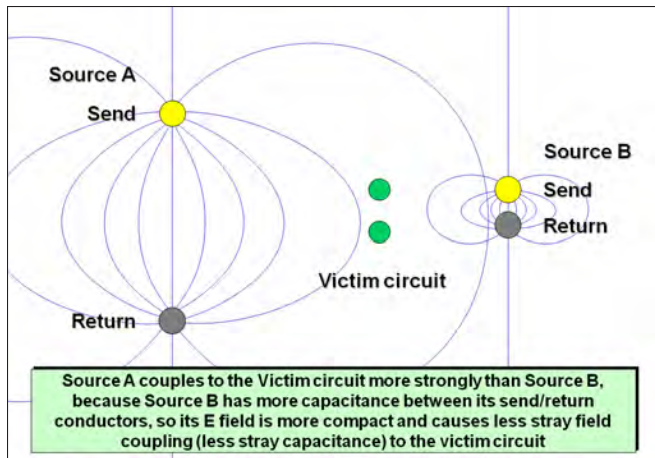 Source A
Send
Source B
Send
Return
Victim circuit
Return
Source A couples to the Victim circuit more strongly than Source B,
because Source B has more capacitance between its send/return
conductors, so its E field is more compact and causes less stray field
coupling (less stray capacitance) to the victim circuit